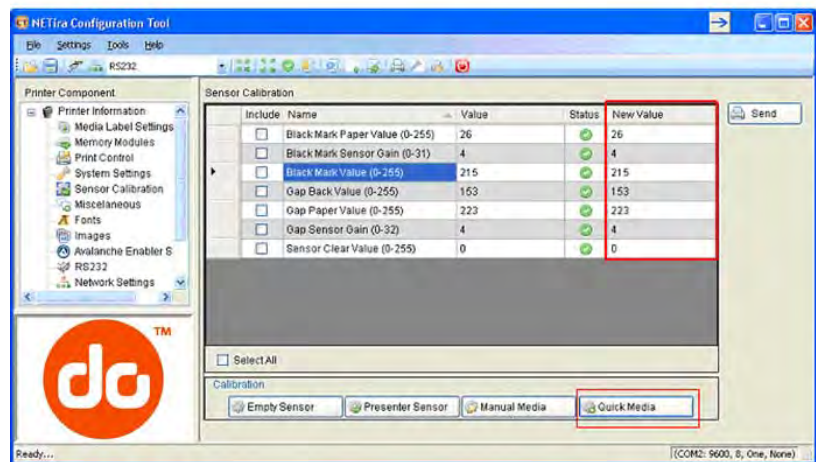 NETira Configuration Tool
File Settings Tools Help
RS232
Printer Component
Printer Information
Media Label Settings
Memory Modules
Print Control
System Settings
Sensor Calibration
Miscellaneous
Fonts
Images
Avalanche Enabler S
RS232
Network Settings
Sensor Calibration
Include Name Value Status New Value
Black Mark Paper Value (0-255) 26 26
Black Mark Sensor Gain (0-31) 4 4
Black Mark Value (0-255) 215 215
Gap Back Value (0-255) 153 153
Gap Paper Value (0-255) 223 223
Gap Sensor Gain (0-32) 4 4
Sensor Clear Value (0-255) 0 0
Send
Select All
Calibration
Empty Sensor Presenter Sensor Manual Media Quick Media
do TM
Ready... (COM2: 9600, 8, One, None)